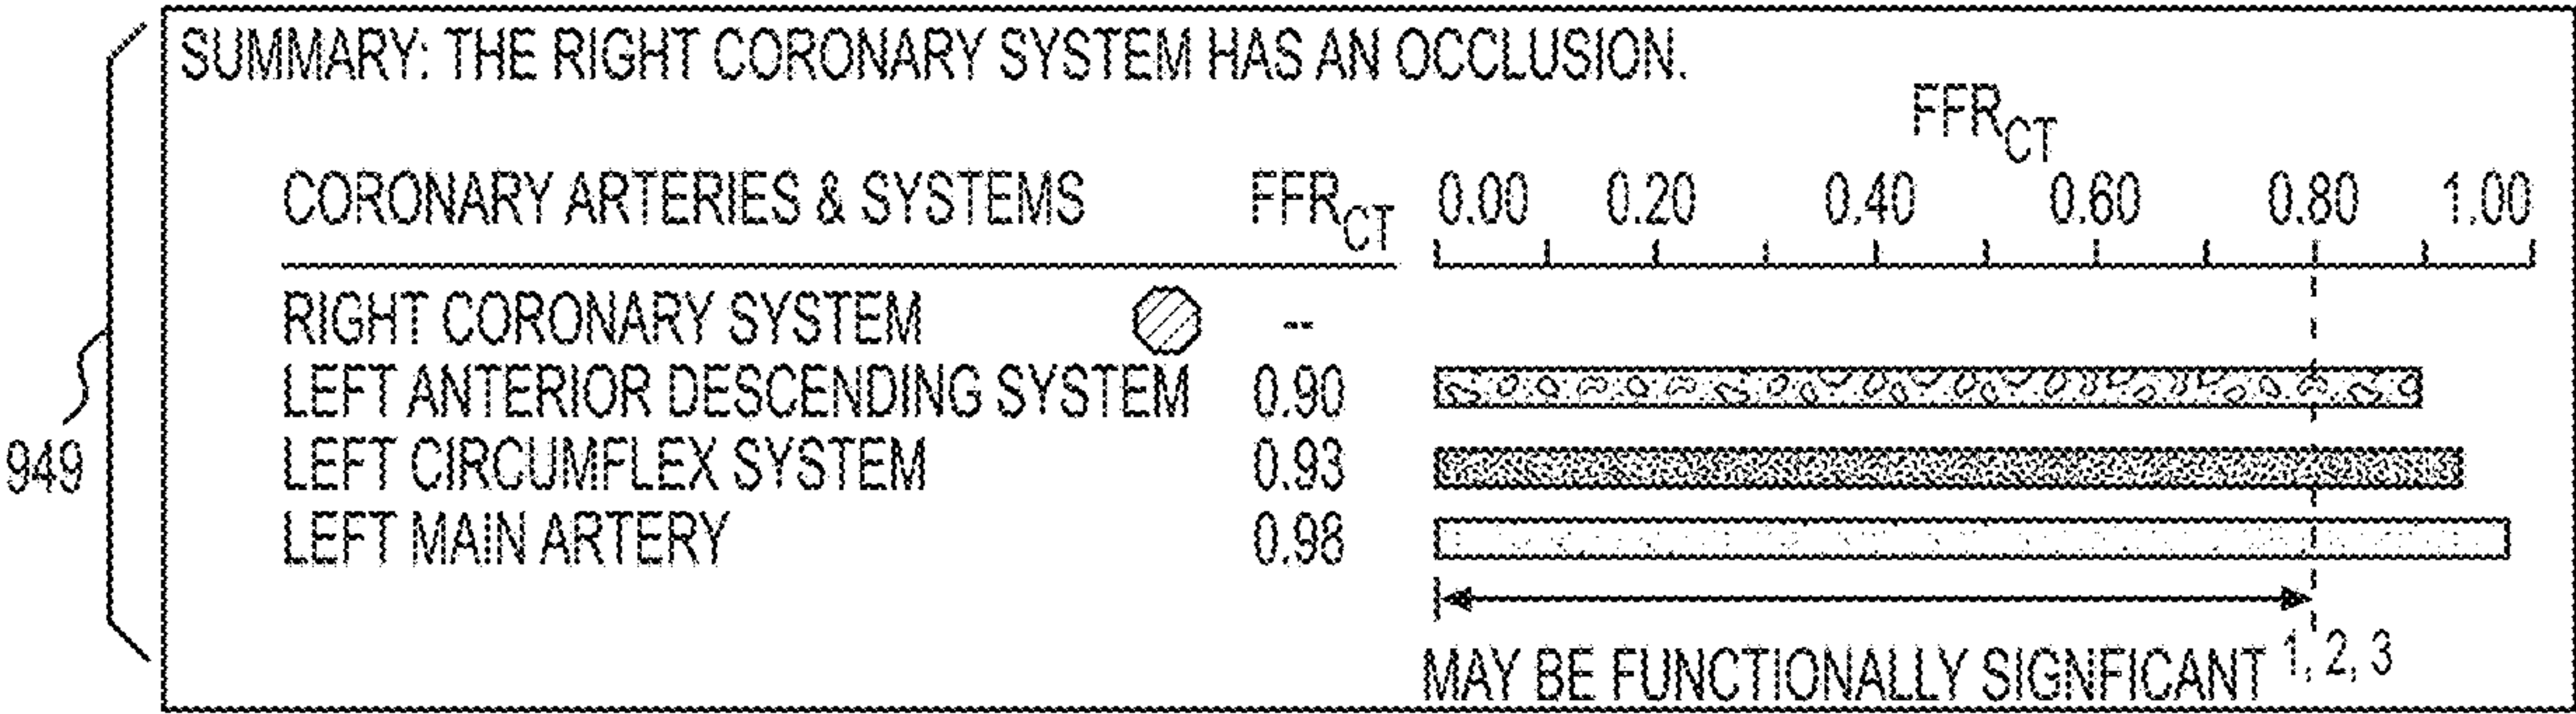 SUMMARY: THE RIGHT CORONARY SYSTEM HAS AN OCCLUSION.
FFRCT
CORONARY ARTERIES & SYSTEMS FFRCT 0.00 0.20 0.40 0.60 0.80 1.00
RIGHT CORONARY SYSTEM --
LEFT ANTERIOR DESCENDING SYSTEM 0.90
LEFT CIRCUMFLEX SYSTEM 0.93
949
LEFT MAIN ARTERY 0.98
MAY BE FUNCTIONALLY SIGNFICANT 1, 2, 3